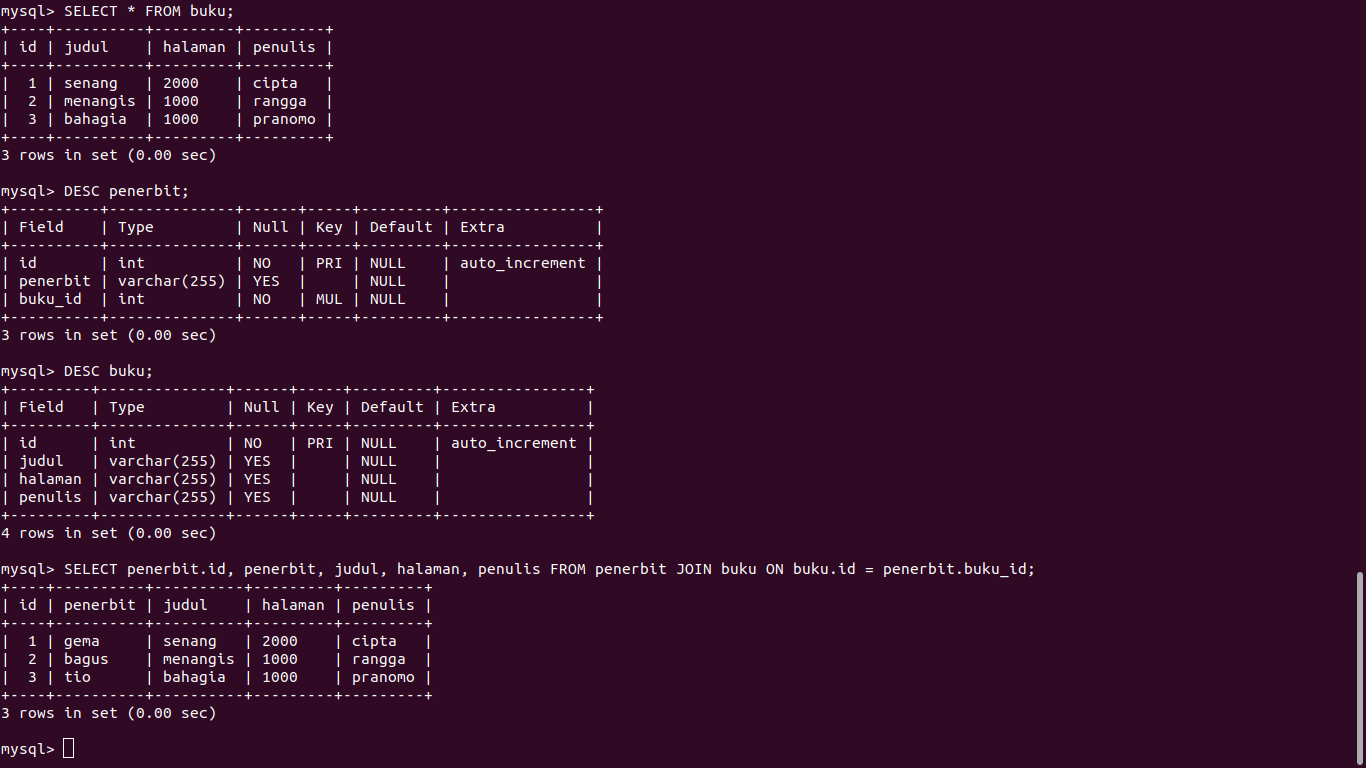 mysql> SELECT * FROM buku;
+----+----------+---------+---------+
| id | judul    | halaman | penulis |
+----+----------+---------+---------+
|  1 | senang   | 2000    | cipta   |
|  2 | menangis | 1000    | rangga  |
|  3 | bahagia  | 1000    | pranomo |
+----+----------+---------+---------+
3 rows in set (0.00 sec)

mysql> DESC penerbit;
+----------+--------------+------+-----+---------+----------------+
| Field    | Type         | Null | Key | Default | Extra          |
+----------+--------------+------+-----+---------+----------------+
| id       | int          | NO   | PRI | NULL    | auto_increment |
| penerbit | varchar(255) | YES  |     | NULL    |                |
| buku_id  | int          | NO   | MUL | NULL    |                |
+----------+--------------+------+-----+---------+----------------+
3 rows in set (0.00 sec)

mysql> DESC buku;
+---------+--------------+------+-----+---------+----------------+
| Field   | Type         | Null | Key | Default | Extra          |
+---------+--------------+------+-----+---------+----------------+
| id      | int          | NO   | PRI | NULL    | auto_increment |
| judul   | varchar(255) | YES  |     | NULL    |                |
| halaman | varchar(255) | YES  |     | NULL    |                |
| penulis | varchar(255) | YES  |     | NULL    |                |
+---------+--------------+------+-----+---------+----------------+
4 rows in set (0.00 sec)

mysql> SELECT penerbit.id, penerbit, judul, halaman, penulis FROM penerbit JOIN buku ON buku.id = penerbit.buku_id;
+----+----------+----------+---------+---------+
| id | penerbit | judul    | halaman | penulis |
+----+----------+----------+---------+---------+
|  1 | gema     | senang   | 2000    | cipta   |
|  2 | bagus    | menangis | 1000    | rangga  |
|  3 | tio      | bahagia  | 1000    | pranomo |
+----+----------+----------+---------+---------+
3 rows in set (0.00 sec)

mysql>